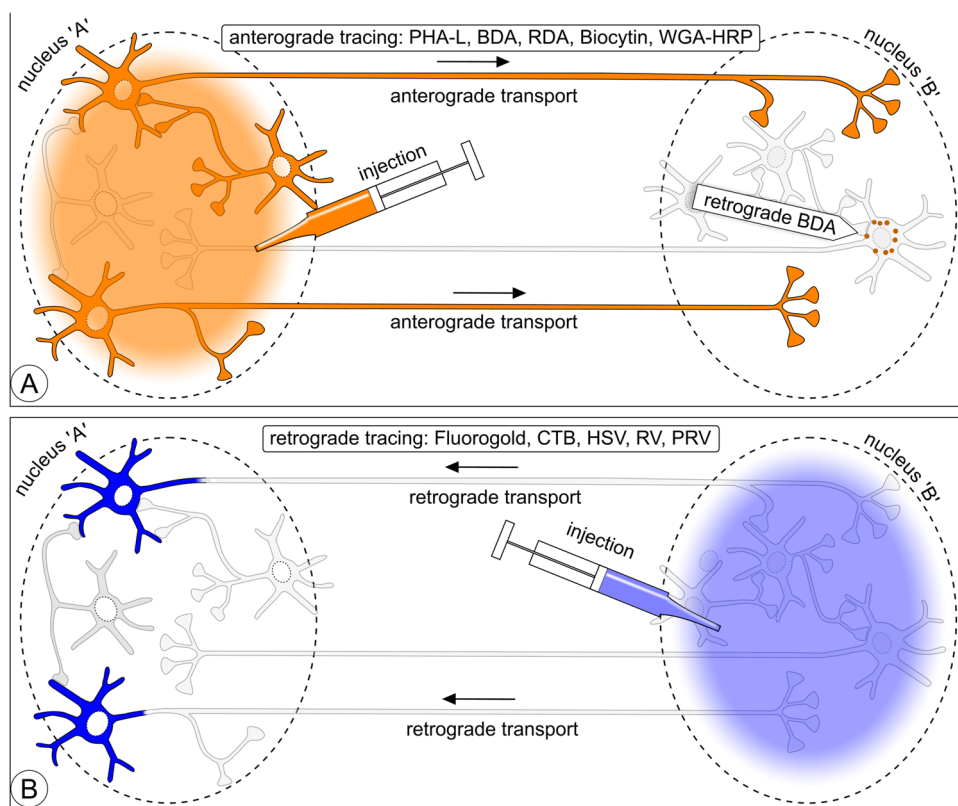 anterograde tracing: PHA-L, BDA, RDA, Biocytin, WGA-HRP
nucleus 'A'
nucleus 'B'
anterograde transport
injection
retrograde BDA
anterograde transport
A
retrograde tracing: Fluorogold, CTB, HSV, RV, PRV
nucleus 'A'
nucleus 'B'
retrograde transport
injection
retrograde transport
B